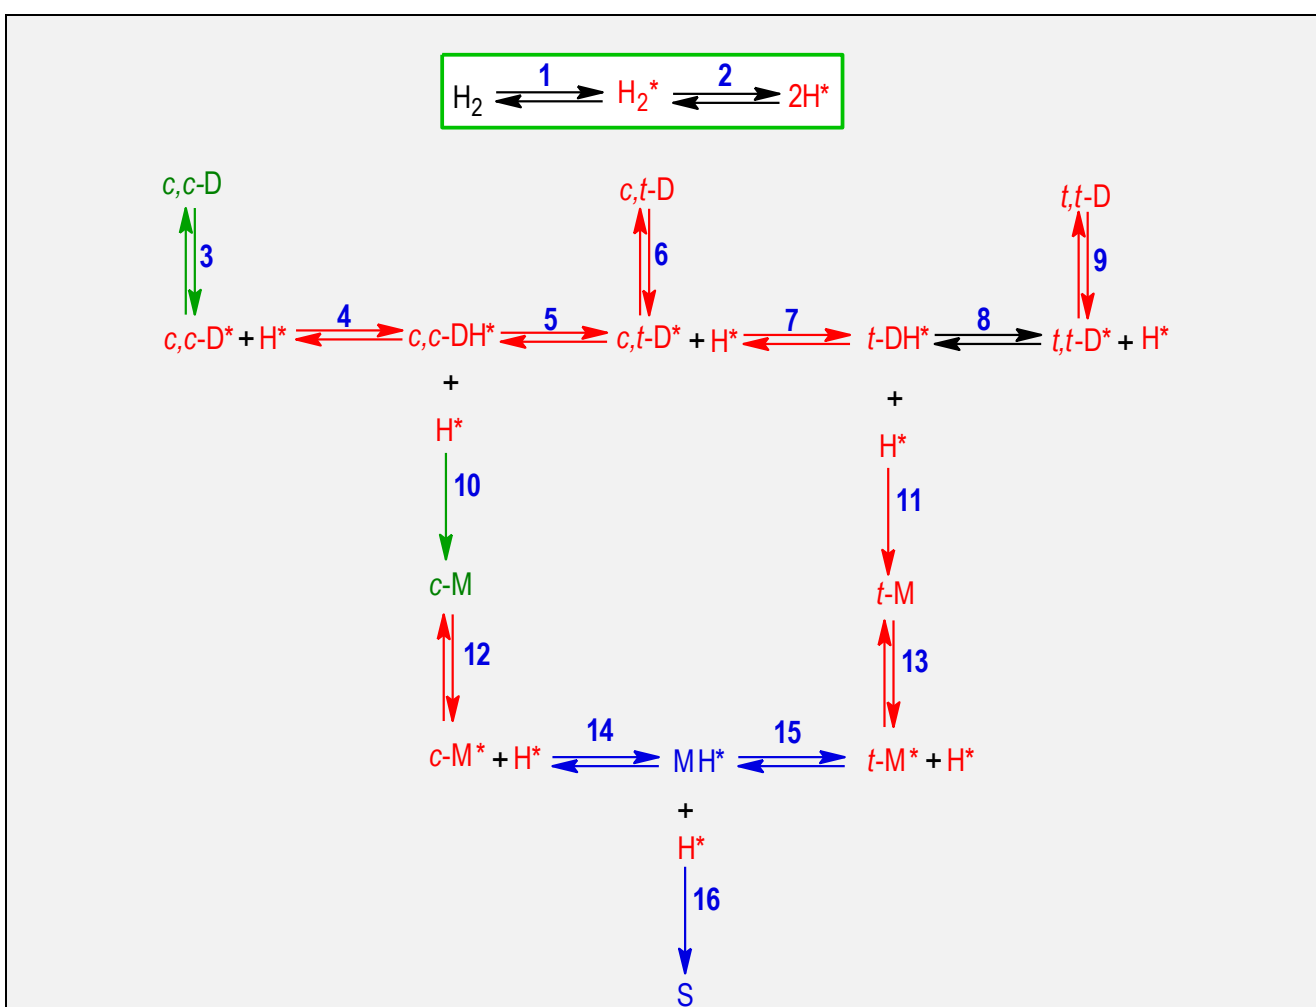 1 2
H2 H2* 2H*
c,c-D c,t-D t,t-D
3 6 9
4 5 7 8
c,c-D* + H* c,c-DH* c,t-D* + H* t-DH* t,t-D* + H*
+ +
H* H*
10 11
c-M t-M
12 13
14 15
c-M* + H* MH* t-M* + H*
+
H*
16
S